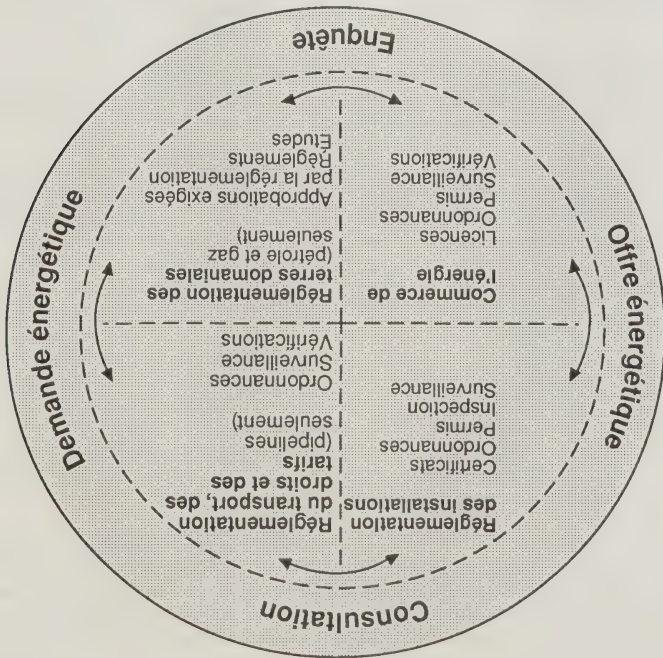 Consultation
Offre énergétique
Demande énergétique
Réglementation
des installations
Certificats
Ordonnances
Permis
Inspection
Surveillance
Réglementation
du transport, des
droits et des
tarifs
(pipelines
seulement)
Ordonnances
Surveillance
Vérifications
Commerce de
l'énergie
Licences
Ordonnances
Permis
Surveillance
Vérifications
Réglementation des
terres domaniales
(pétrole et gaz
seulement)
Approbations exigées
par la réglementation
Règlements
Études
Enquête